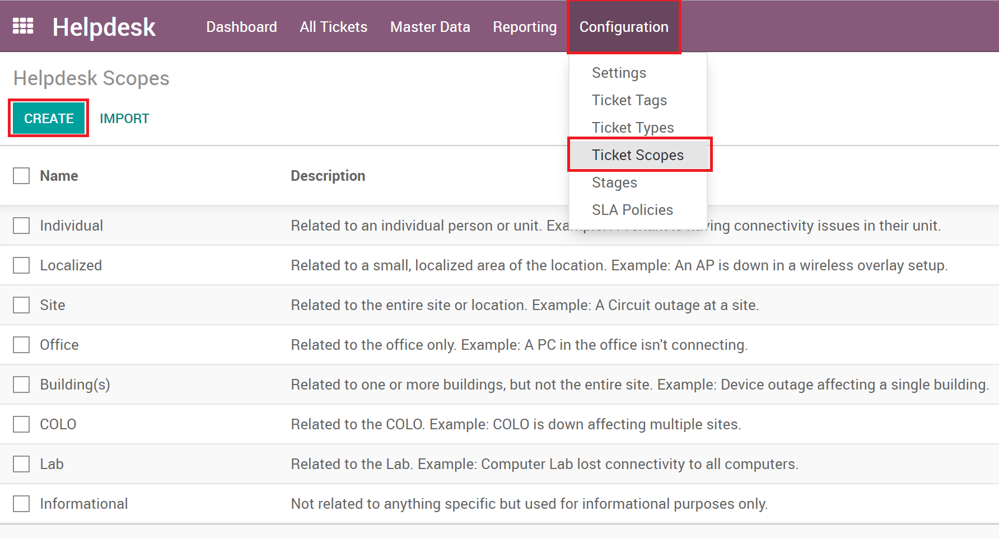 Helpdesk Dashboard All Tickets Master Data Reporting Configuration
Helpdesk Scopes
CREATE IMPORT
Settings
Ticket Tags
Ticket Types
Ticket Scopes
Stages
SLA Policies
Name Description
Individual Related to an individual person or unit. having connectivity issues in their unit.
Localized Related to a small, localized area of the location. Example: An AP is down in a wireless overlay setup.
Site Related to the entire site or location. Example: A Circuit outage at a site.
Office Related to the office only. Example: A PC in the office isn't connecting.
Building(s) Related to one or more buildings, but not the entire site. Example: Device outage affecting a single building.
COLO Related to the COLO. Example: COLO is down affecting multiple sites.
Lab Related to the Lab. Example: Computer Lab lost connectivity to all computers.
Informational Not related to anything specific but used for informational purposes only.